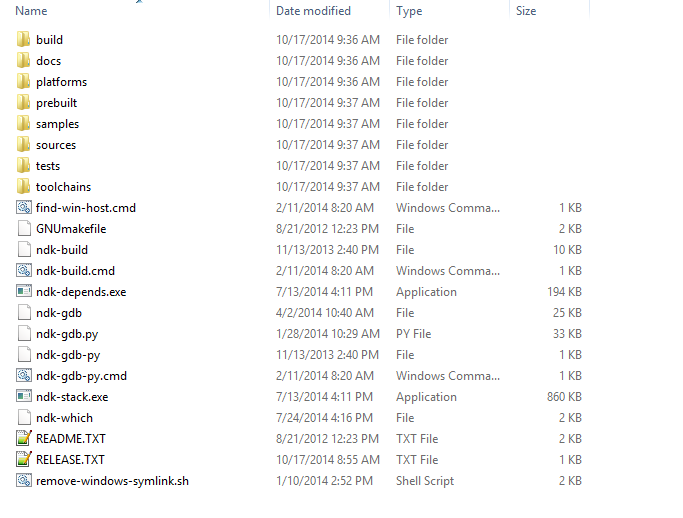 Name Date modified Type Size
build 10/17/2014 9:36 AM File folder
docs 10/17/2014 9:36 AM File folder
platforms 10/17/2014 9:36 AM File folder
prebuilt 10/17/2014 9:37 AM File folder
samples 10/17/2014 9:37 AM File folder
sources 10/17/2014 9:37 AM File folder
tests 10/17/2014 9:37 AM File folder
toolchains 10/17/2014 9:37 AM File folder
find-win-host.cmd 2/11/2014 8:20 AM Windows Comma... 1 KB
GNUmakefile 8/21/2012 12:23 PM File 2 KB
ndk-build 11/13/2013 2:40 PM File 10 KB
ndk-build.cmd 2/11/2014 8:20 AM Windows Comma... 1 KB
ndk-depends.exe 7/13/2014 4:11 PM Application 194 KB
ndk-gdb 4/2/2014 10:40 AM File 25 KB
ndk-gdb.py 1/28/2014 10:29 AM PY File 33 KB
ndk-gdb-py 11/13/2013 2:40 PM File 1 KB
ndk-gdb-py.cmd 2/11/2014 8:20 AM Windows Comma... 1 KB
ndk-stack.exe 7/13/2014 4:11 PM Application 860 KB
ndk-which 7/24/2014 4:16 PM File 2 KB
README.TXT 8/21/2012 12:23 PM TXT File 2 KB
RELEASE.TXT 10/17/2014 8:55 AM TXT File 1 KB
remove-windows-symlink.sh 1/10/2014 2:52 PM Shell Script 2 KB